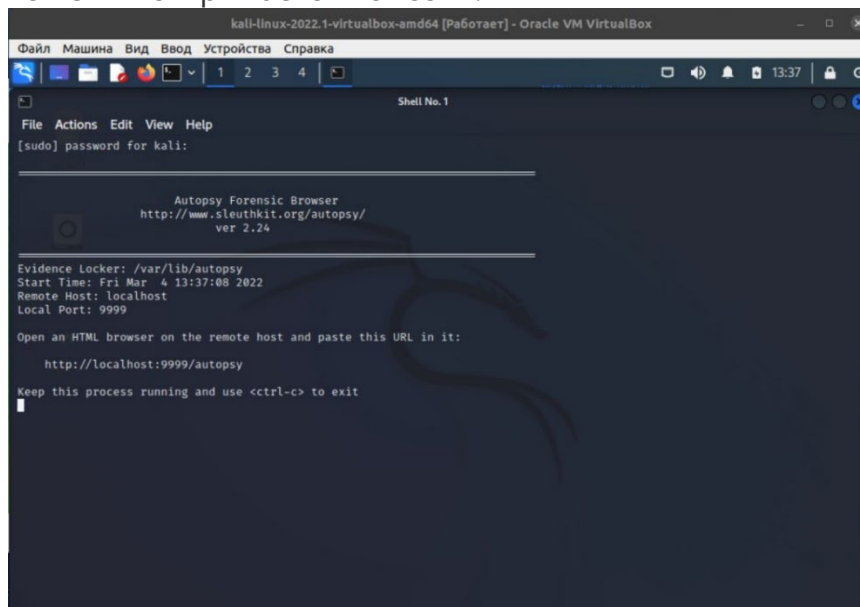 kali-linux-2022.1-virtualbox-amd64 [Работает] - Oracle VM VirtualBox
Файл Машина Вид Ввод Устройства Справка
1 2 3 4 13:37
Shell No. 1
File Actions Edit View Help
[sudo] password for kali:
Autopsy Forensic Browser
http://www.sleuthkit.org/autopsy/
ver 2.24
Evidence Locker: /var/lib/autopsy
Start Time: Fri Mar  4 13:37:08 2022
Remote Host: localhost
Local Port: 9999
Open an HTML browser on the remote host and paste this URL in it:
http://localhost:9999/autopsy
Keep this process running and use <ctrl-c> to exit